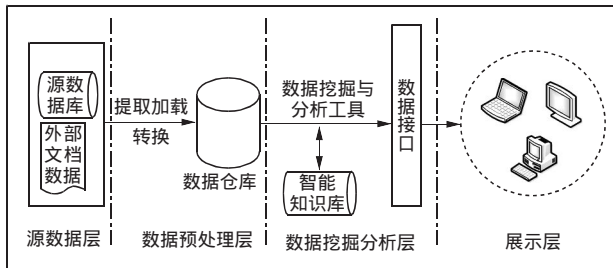 源数
据库
外部
文档
数据
提取加载
转换
数据仓库
数据挖掘与
分析工具
智能
知识库
数据接口
源数据层
数据预处理层
数据挖掘分析层
展示层